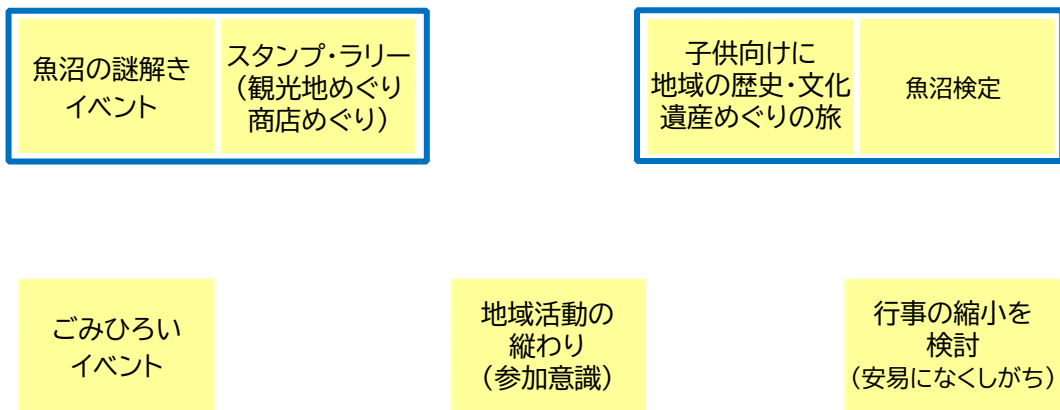 魚沼の謎解き
イベント
スタンプ・ラリー
（観光地めぐり
商店めぐり）
子供向けに
地域の歴史・文化
遺産めぐりの旅
魚沼検定
ごみひろい
イベント
地域活動の
縦わり
（参加意識）
行事の縮小を
検討
（安易になくしがち）